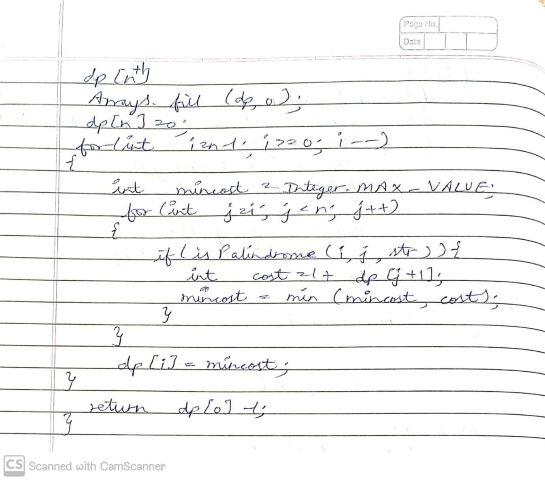 Page No.
Date
dp [n+1]
Arrays. fill (dp, 0);
dp[n] = 0;
for (int i=n-1; i>=0; i--)
{
int mincost = Integer. MAX_VALUE;
for (int j=i; j<n; j++)
{
if (is Palindrome (i, j, str)) {
int cost = 1 + dp [j+1];
mincost = min (mincost, cost);
}
}
dp [i] = mincost;
}
return dp[0] -1;
}
CS Scanned with CamScanner